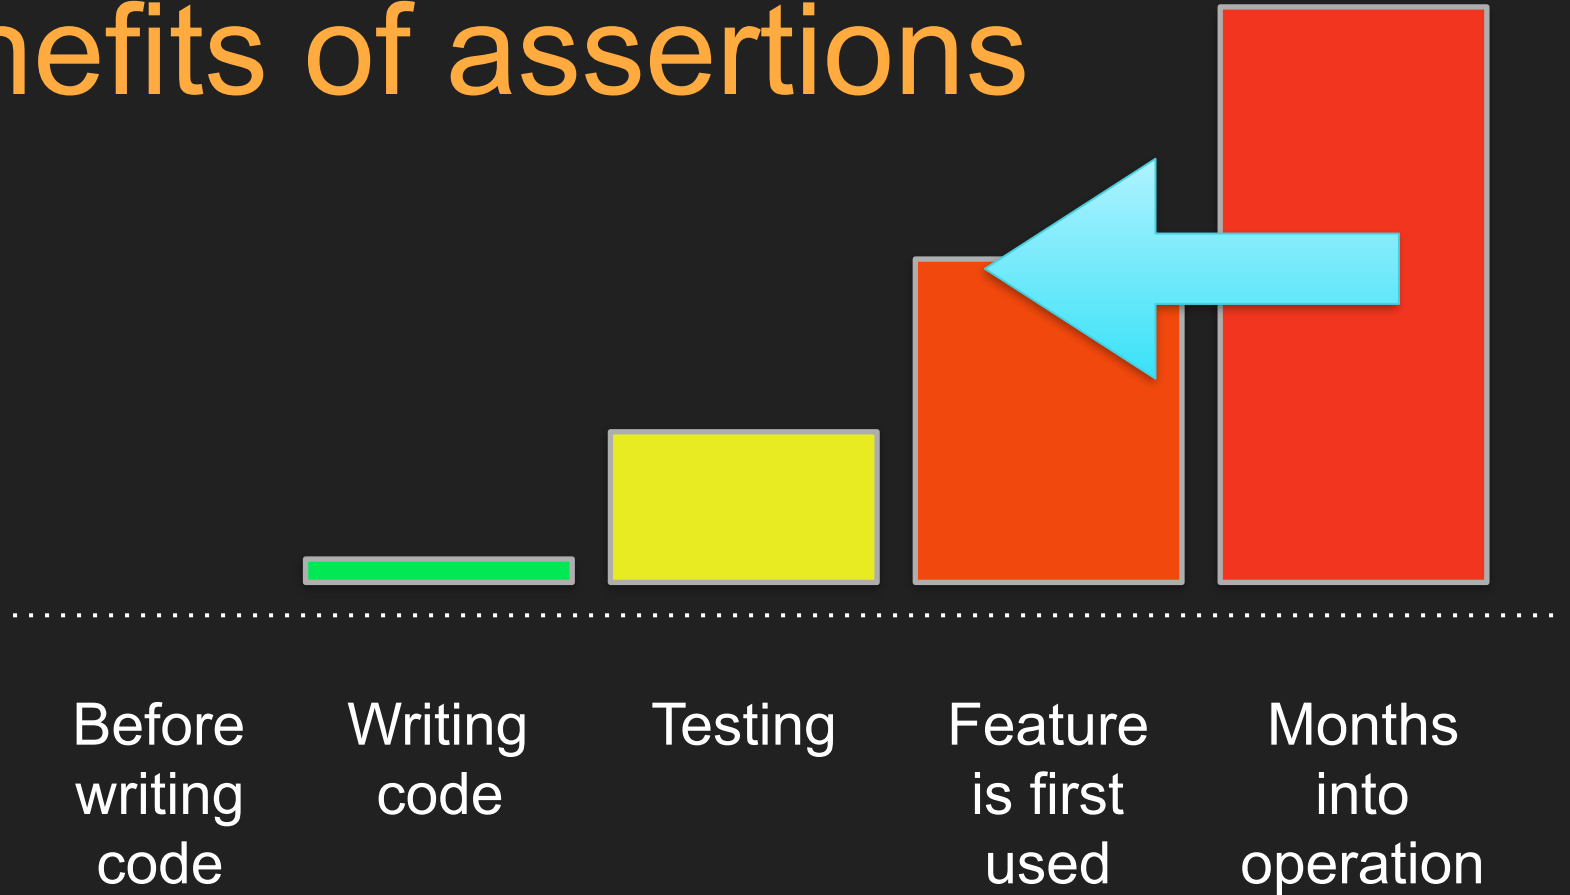 nefits of assertions
Before writing code
Writing code
Testing
Feature is first used
Months into operation